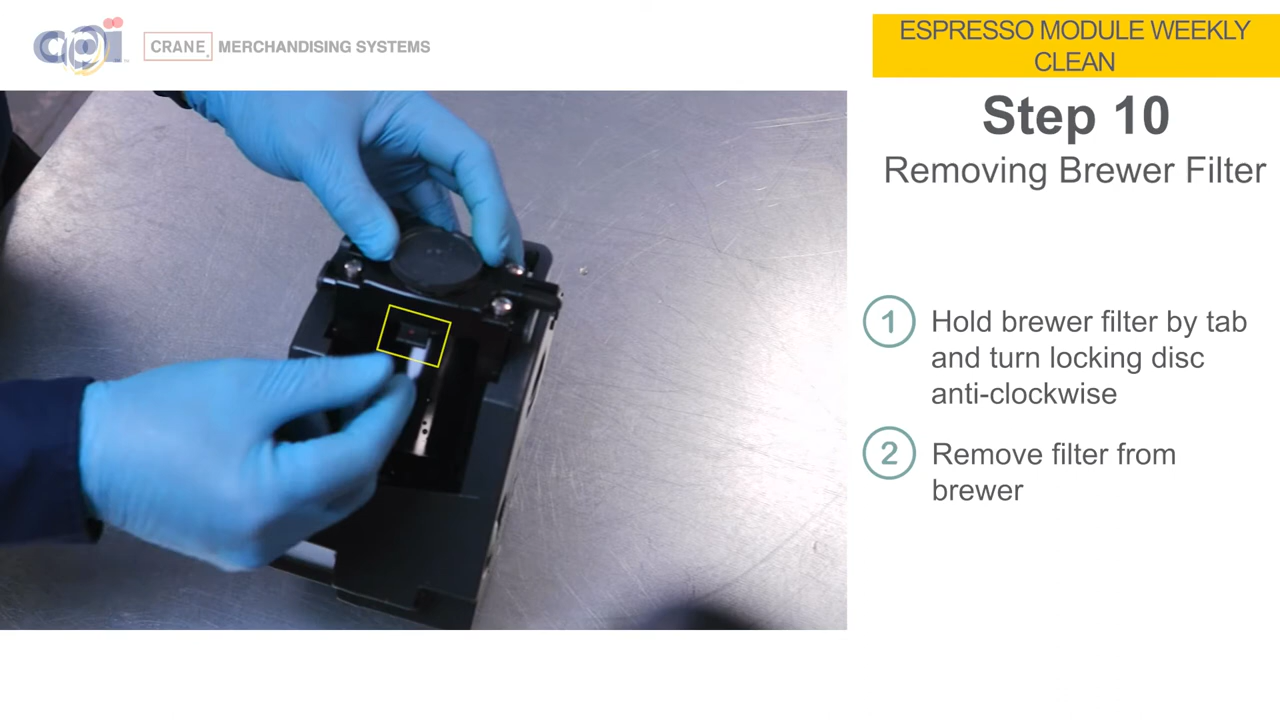 cpi
CRANE MERCHANDISING SYSTEMS
ESPRESSO MODULE WEEKLY
CLEAN
Step 10
Removing Brewer Filter
1 Hold brewer filter by tab
and turn locking disc
anti-clockwise
2 Remove filter from
brewer